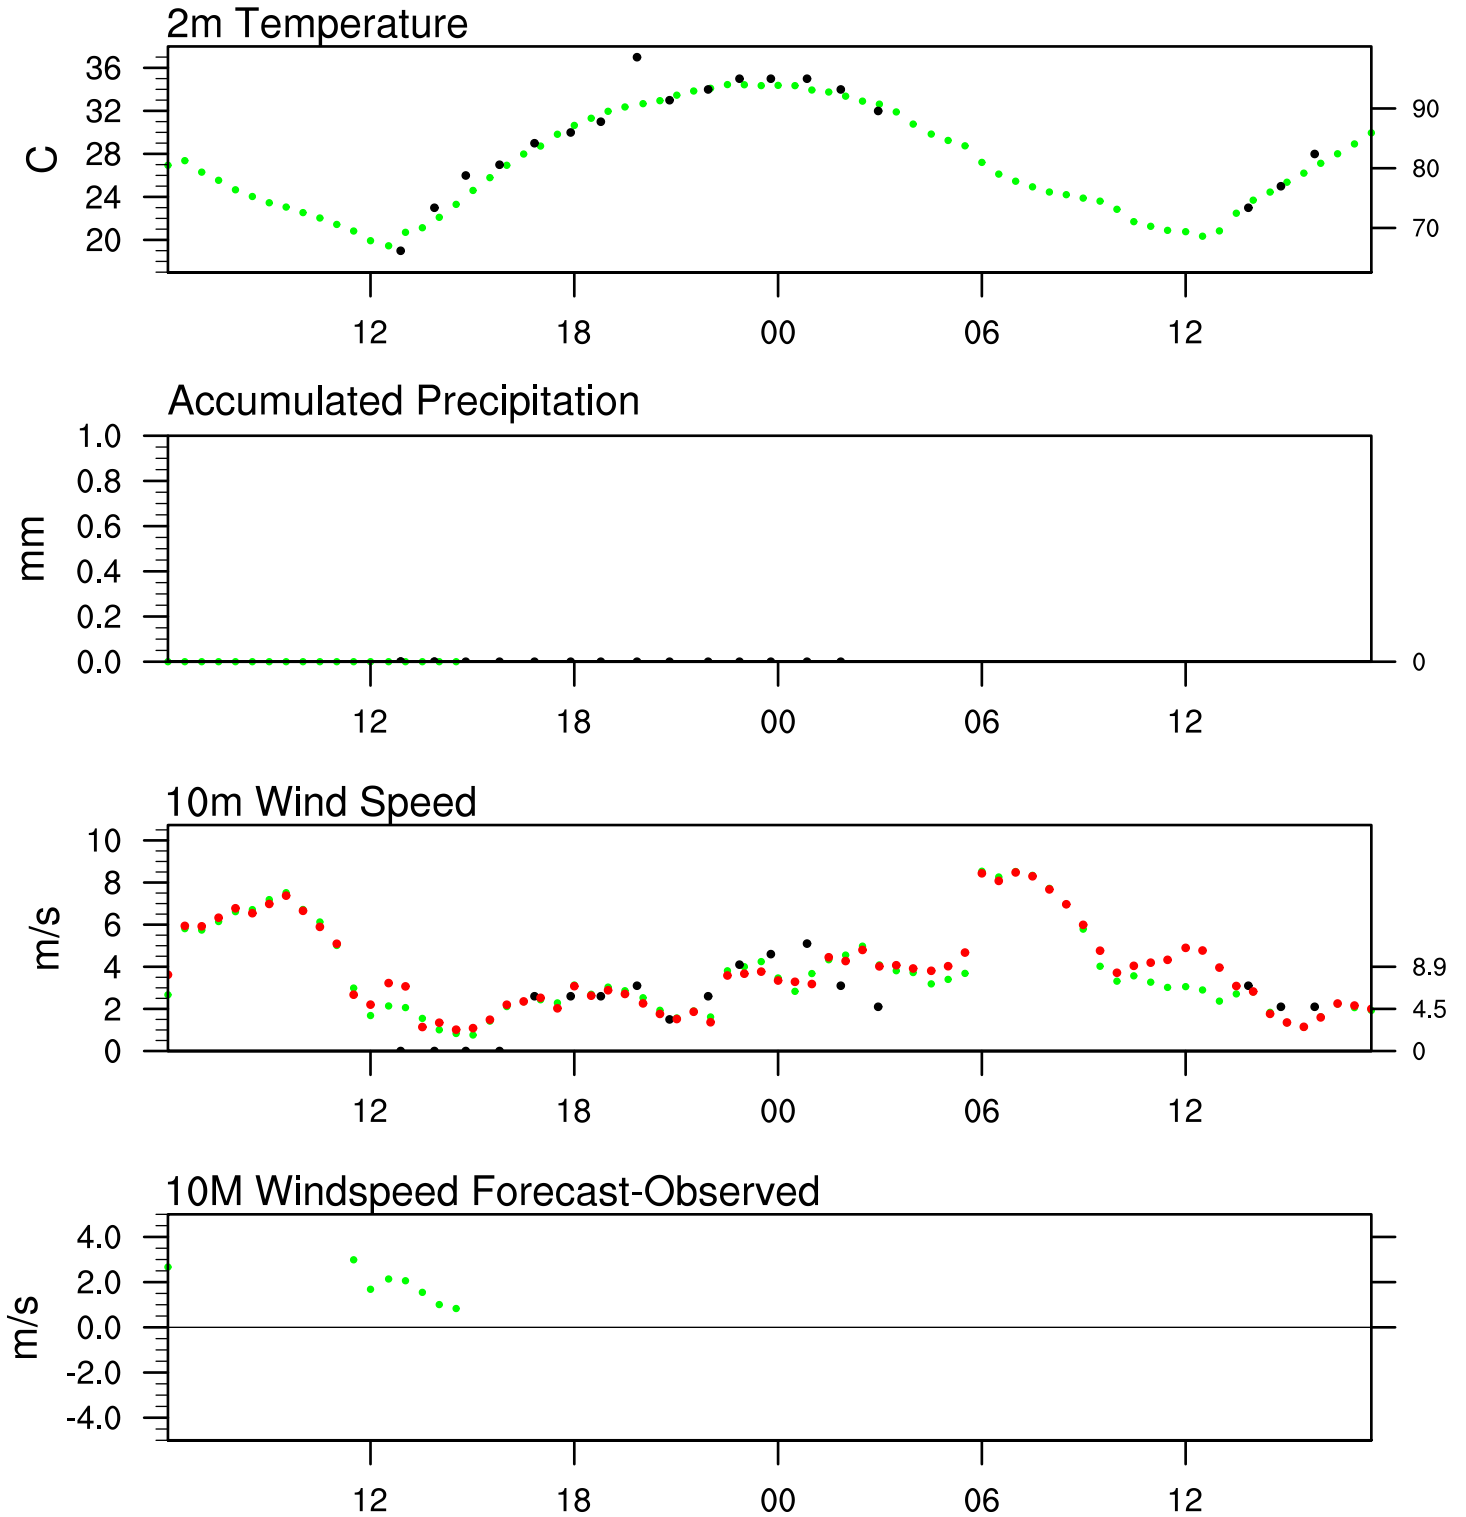 2m Temperature
36
32
28
24
20
C
90
80
70
12 18 00 06 12
Accumulated Precipitation
1.0
0.8
0.6
0.4
0.2
0.0
mm
0
12 18 00 06 12
10m Wind Speed
10
8
6
4
2
0
m/s
8.9
4.5
0
12 18 00 06 12
10M Windspeed Forecast-Observed
4.0
2.0
0.0
-2.0
-4.0
m/s
12 18 00 06 12